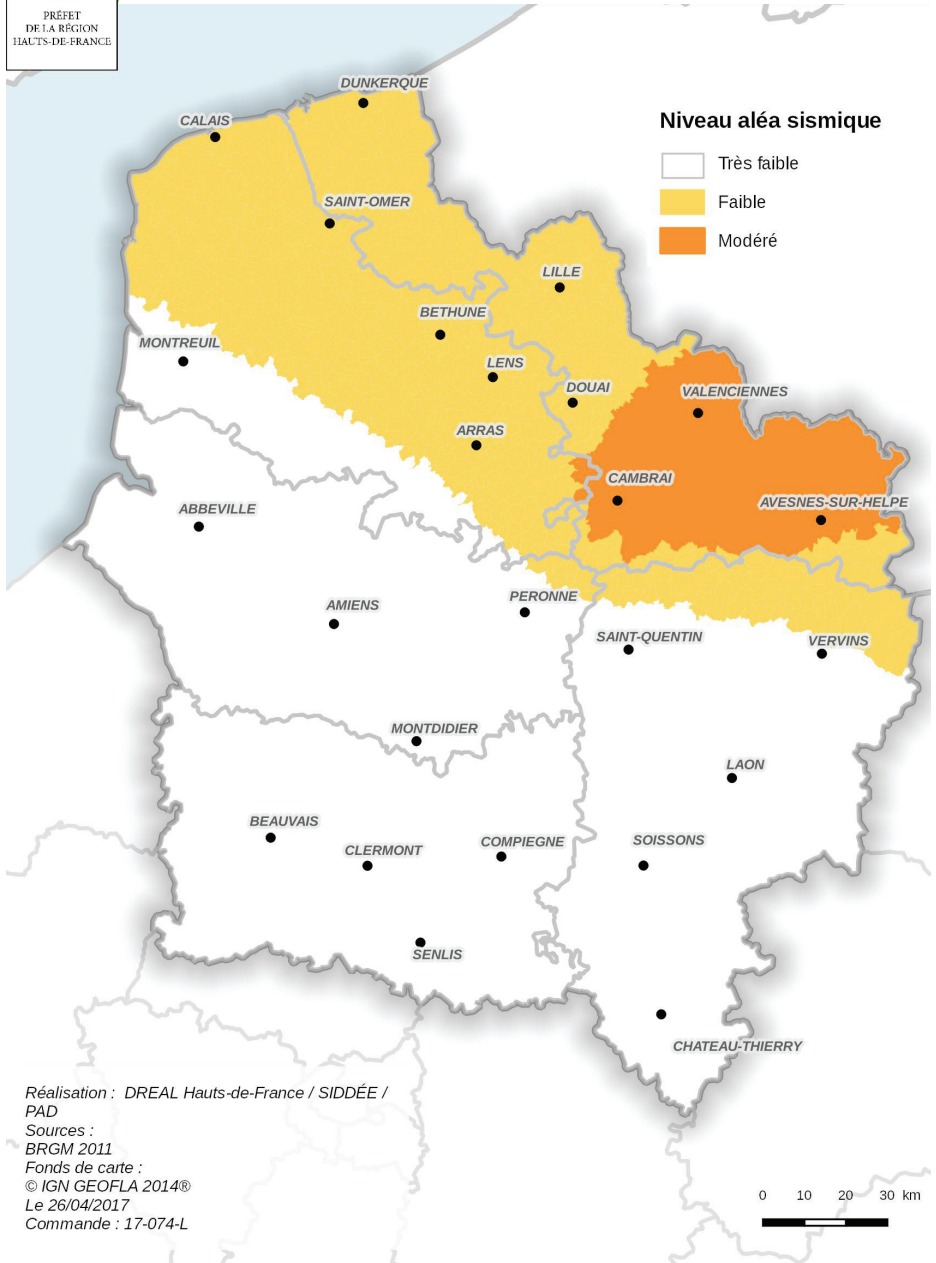 PRÉFET
DE LA RÉGION
HAUTS-DE-FRANCE
DUNKERQUE
CALAIS
Niveau aléa sismique
Très faible
Faible
Modéré
SAINT-OMER
LILLE
BETHUNE
MONTREUIL
LENS
DOUAI
VALENCIENNES
ARRAS
CAMBRAI
AVESNES-SUR-HELPE
ABBEVILLE
PERONNE
AMIENS
SAINT-QUENTIN
VERVINS
MONTDIDIER
LAON
BEAUVAIS
CLERMONT
COMPIEGNE
SOISSONS
SENLIS
CHATEAU-THIERRY
Réalisation : DREAL Hauts-de-France / SIDDÉE /
PAD
Sources :
BRGM 2011
Fonds de carte :
© IGN GEOFLA 2014®
Le 26/04/2017
Commande : 17-074-L
0 10 20 30 km